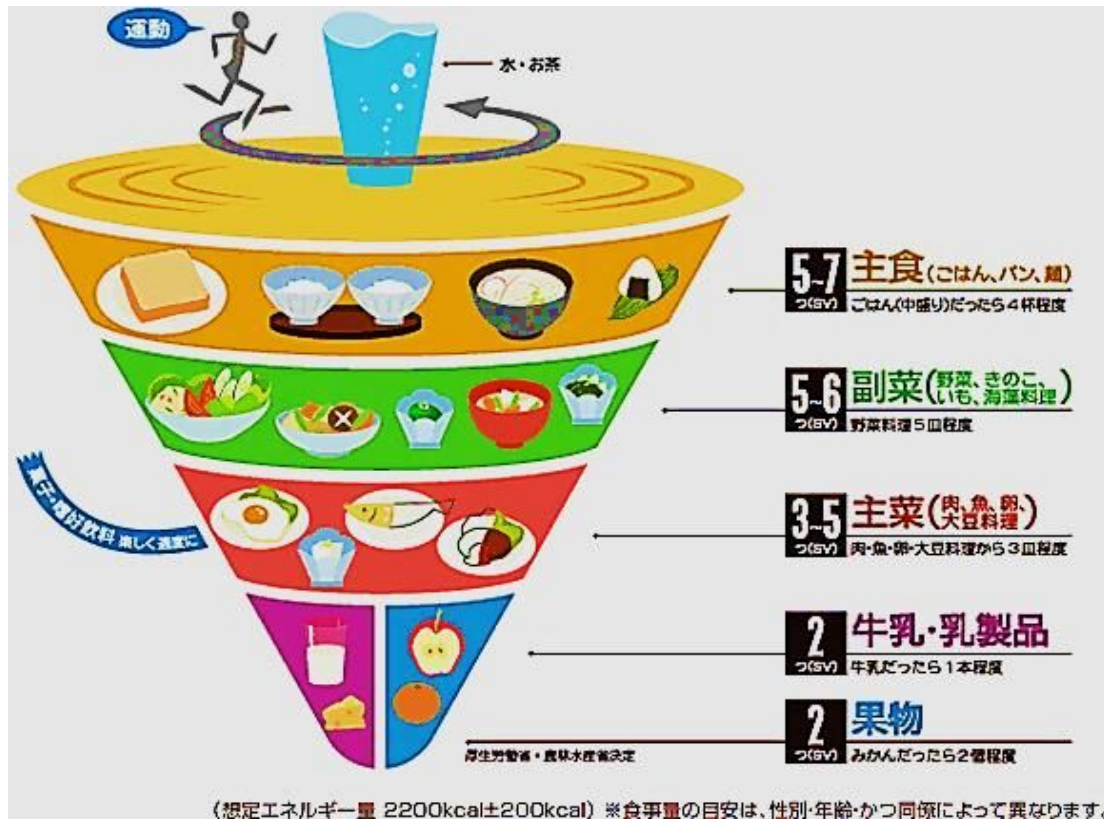 運動
水・お茶
5~7
つ(SV)
主食(ごはん、パン、麺)
ごはん(中盛り)だったら4杯程度
5~6
つ(SV)
副菜(野菜、きのこ、
いも、海藻料理)
野菜料理5皿程度
菓子・嗜好飲料 楽しく適度に
3~5
つ(SV)
主菜(肉、魚、卵、
大豆料理)
肉・魚・卵・大豆料理から3皿程度
2
つ(SV)
牛乳・乳製品
牛乳だったら1本程度
2
つ(SV)
果物
みかんだったら2個程度
厚生労働省・農林水産省決定
(想定エネルギー量 2200kcal±200kcal) ※食事量の目安は、性別・年齢・かつ同僚によって異なります。